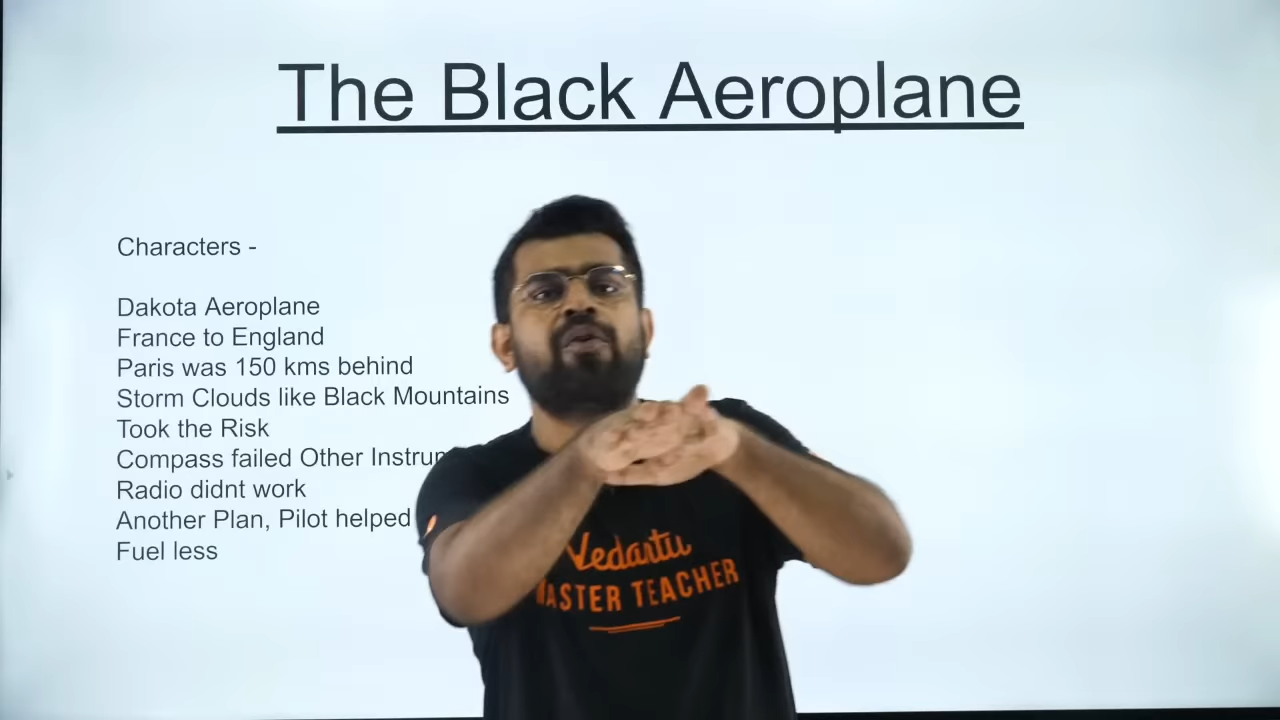 The Black Aeroplane
Characters -
Dakota Aeroplane
France to England
Paris was 150 kms behind
Storm Clouds like Black Mountains
Took the Risk
Compass failed Other
Radio didnt work
Another Plan, Pilot helped
Fuel less
Vedantu
MASTER TEACHER